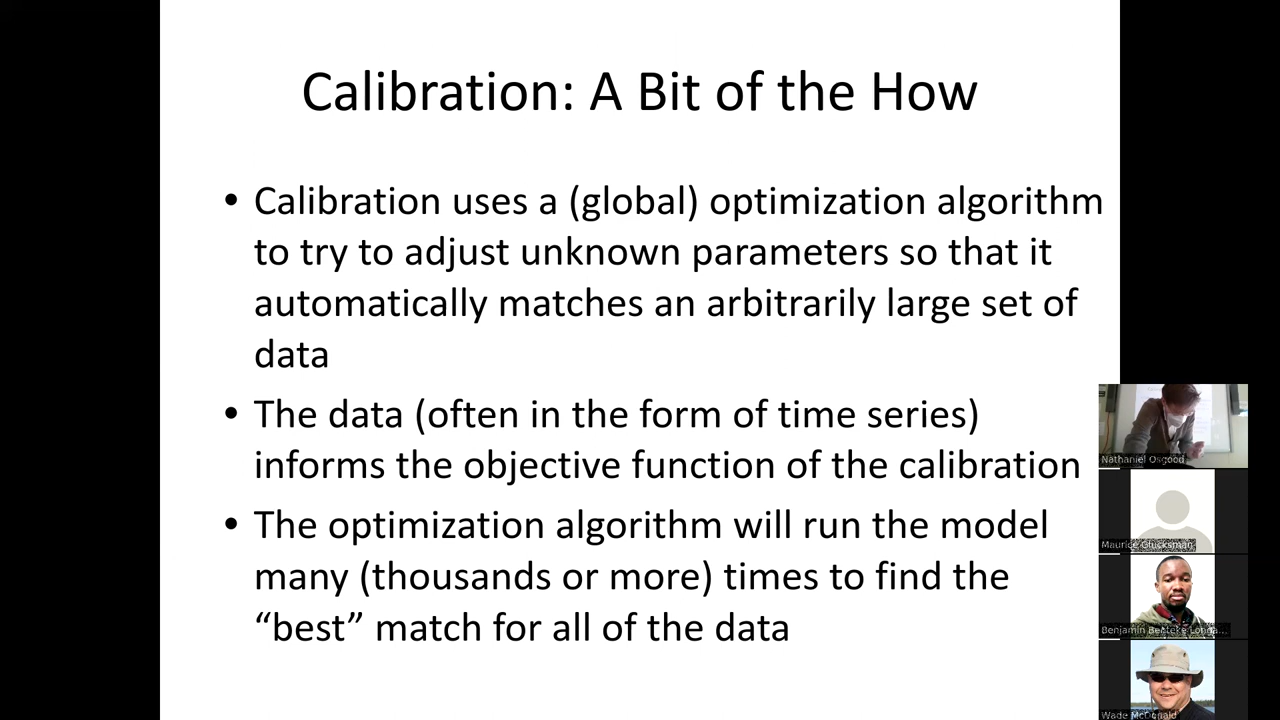 Calibration: A Bit of the How
• Calibration uses a (global) optimization algorithm
to try to adjust unknown parameters so that it
automatically matches an arbitrarily large set of
data
• The data (often in the form of time series)
informs the objective function of the calibration
• The optimization algorithm will run the model
many (thousands or more) times to find the
“best” match for all of the data
Nathaniel Osgood
Maurice Glucksman
Benjamin
Wade McDonald